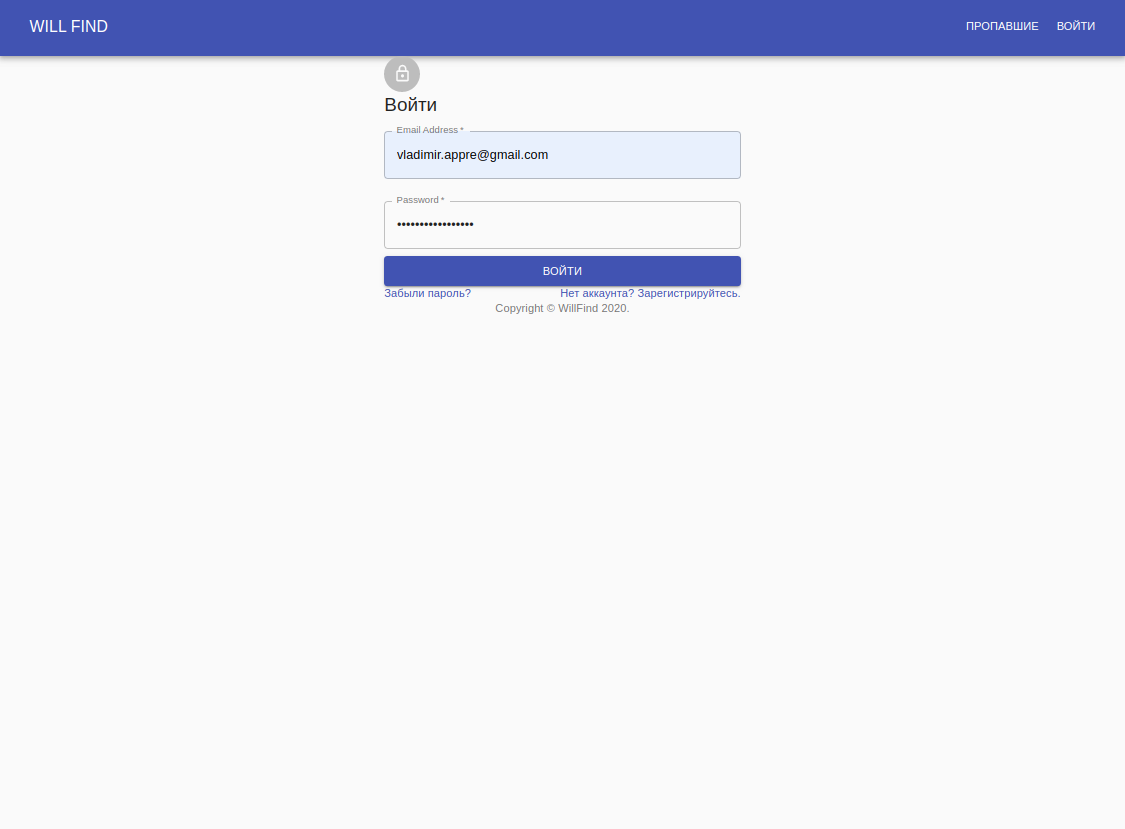 WILL FIND
ПРОПАВШИЕ ВОЙТИ
Войти
Email Address *
vladimir.appre@gmail.com
Password *
•••••••••••••••••
ВОЙТИ
Забыли пароль? Нет аккаунта? Зарегистрируйтесь.
Copyright © WillFind 2020.